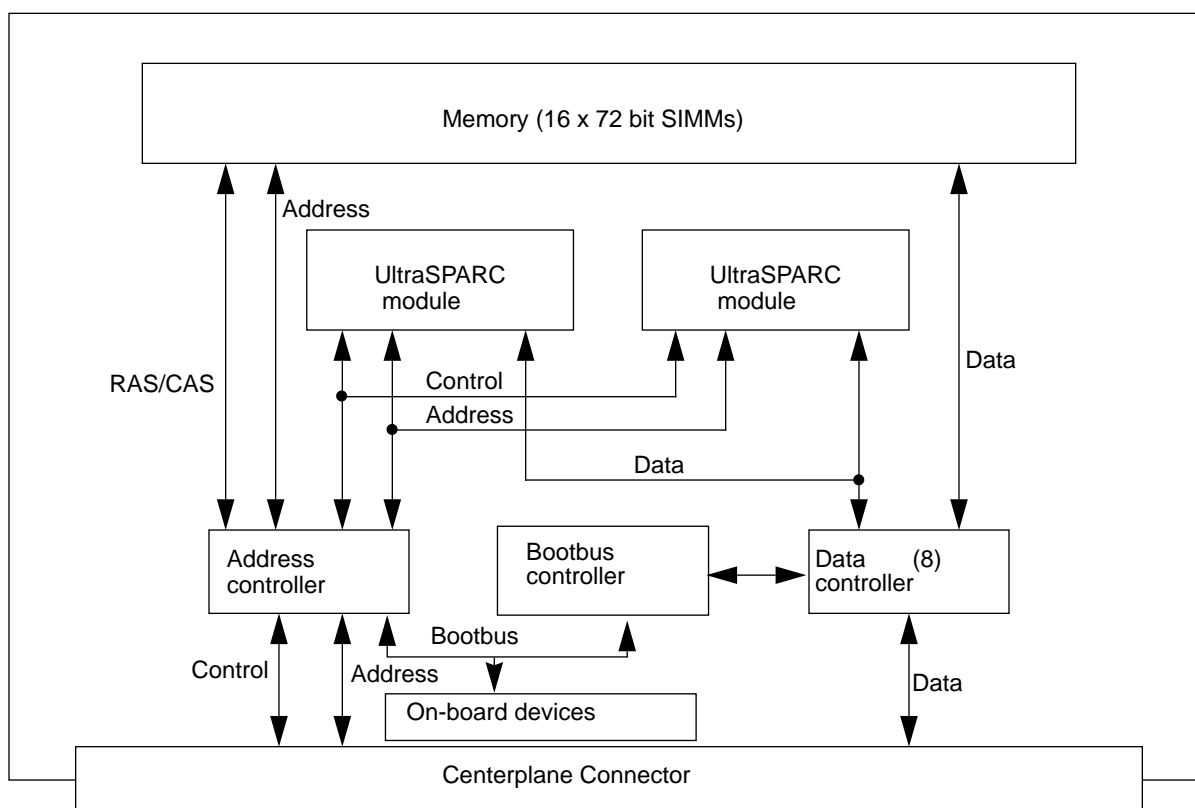 Memory (16 x 72 bit SIMMs)
Address
UltraSPARC
module
UltraSPARC
module
RAS/CAS
Control
Data
Address
Data
Address
controller
Bootbus
controller
Data (8)
controller
Bootbus
Control
Address
Data
On-board devices
Centerplane Connector